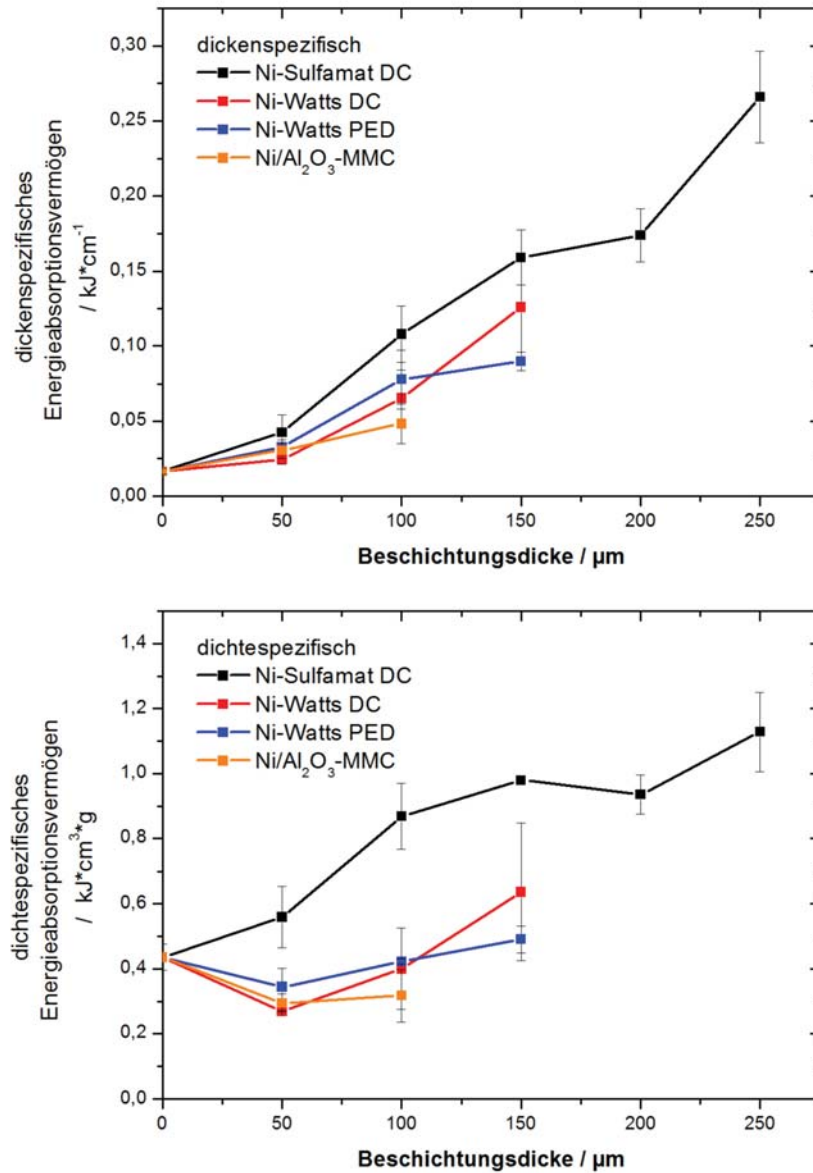 dickenspezifisch
Ni-Sulfamat DC
Ni-Watts DC
Ni-Watts PED
Ni/Al₂O₃-MMC
dickenspezifisches
Energieabsorptionsvermögen
/ kJ*cm⁻¹
0,30
0,25
0,20
0,15
0,10
0,05
0,00
0 50 100 150 200 250
Beschichtungsdicke / µm
dichtespezifisch
Ni-Sulfamat DC
Ni-Watts DC
Ni-Watts PED
Ni/Al₂O₃-MMC
dichtespezifisches
Energieabsorptionsvermögen
/ kJ*cm³*g
1,4
1,2
1,0
0,8
0,6
0,4
0,2
0,0
0 50 100 150 200 250
Beschichtungsdicke / µm